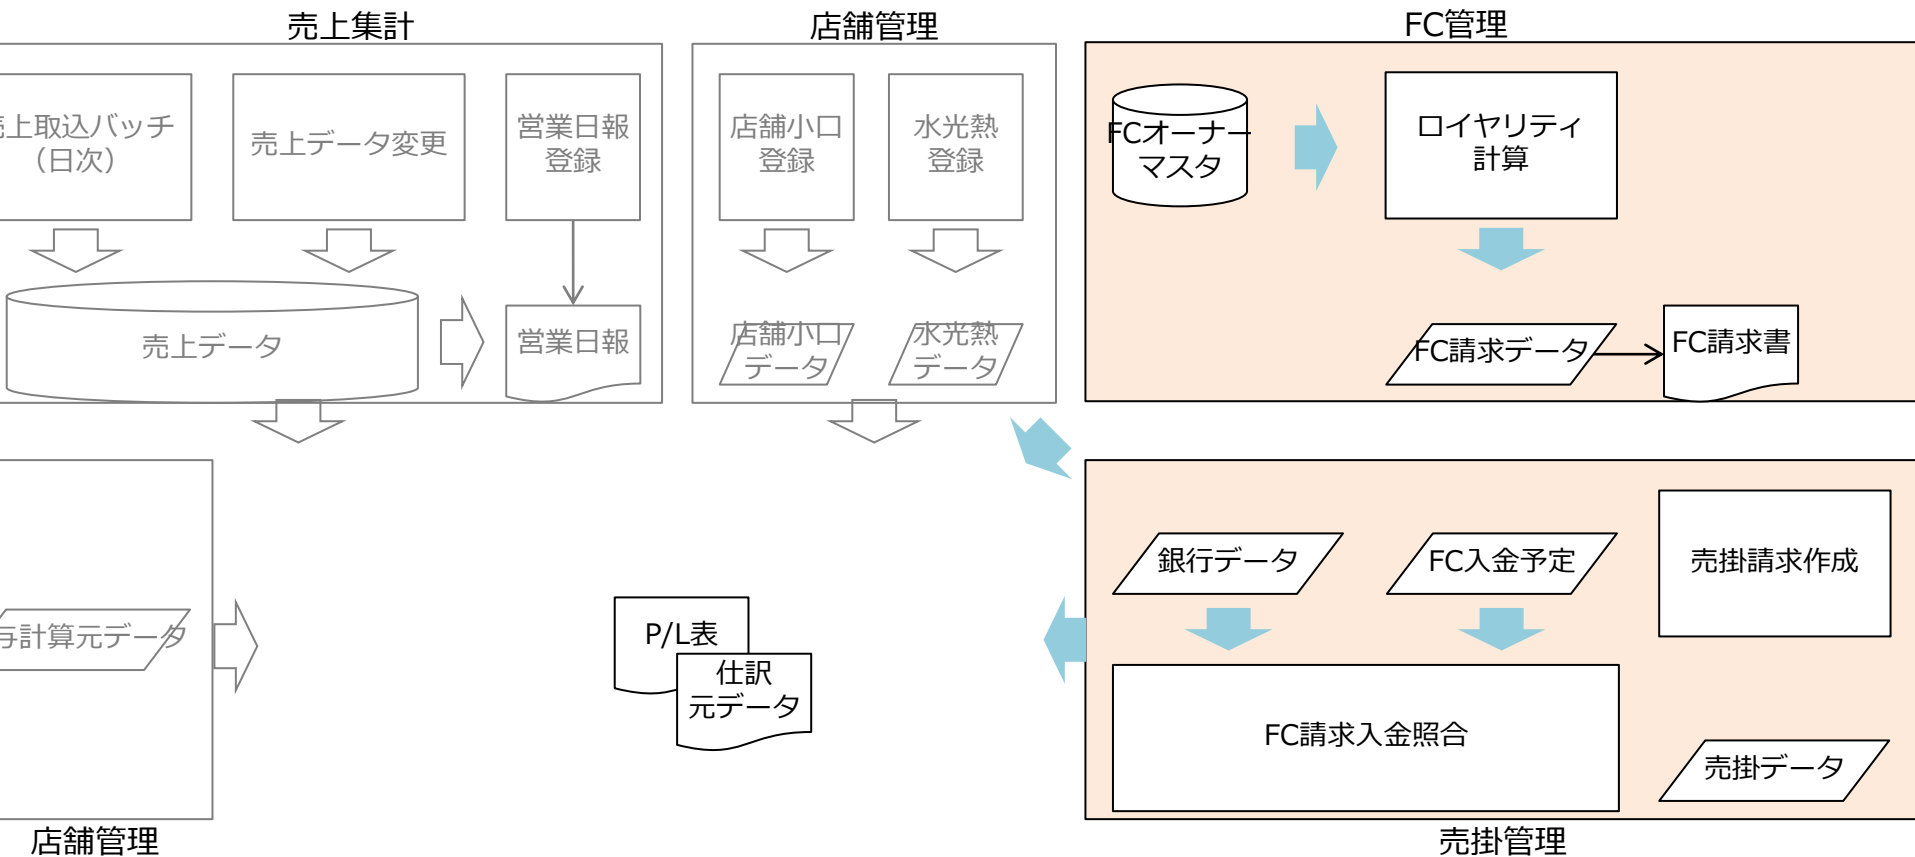 売上集計
店舗管理
FC管理
売上取込バッチ
（日次）
売上データ変更
営業日報
登録
店舗小口
登録
水光熱
登録
FCオーナー
マスタ
ロイヤリティ
計算
売上データ
営業日報
店舗小口
データ
水光熱
データ
FC請求データ
FC請求書
与計算元データ
P/L表
仕訳
元データ
銀行データ
FC入金予定
売掛請求作成
FC請求入金照合
売掛データ
店舗管理
売掛管理